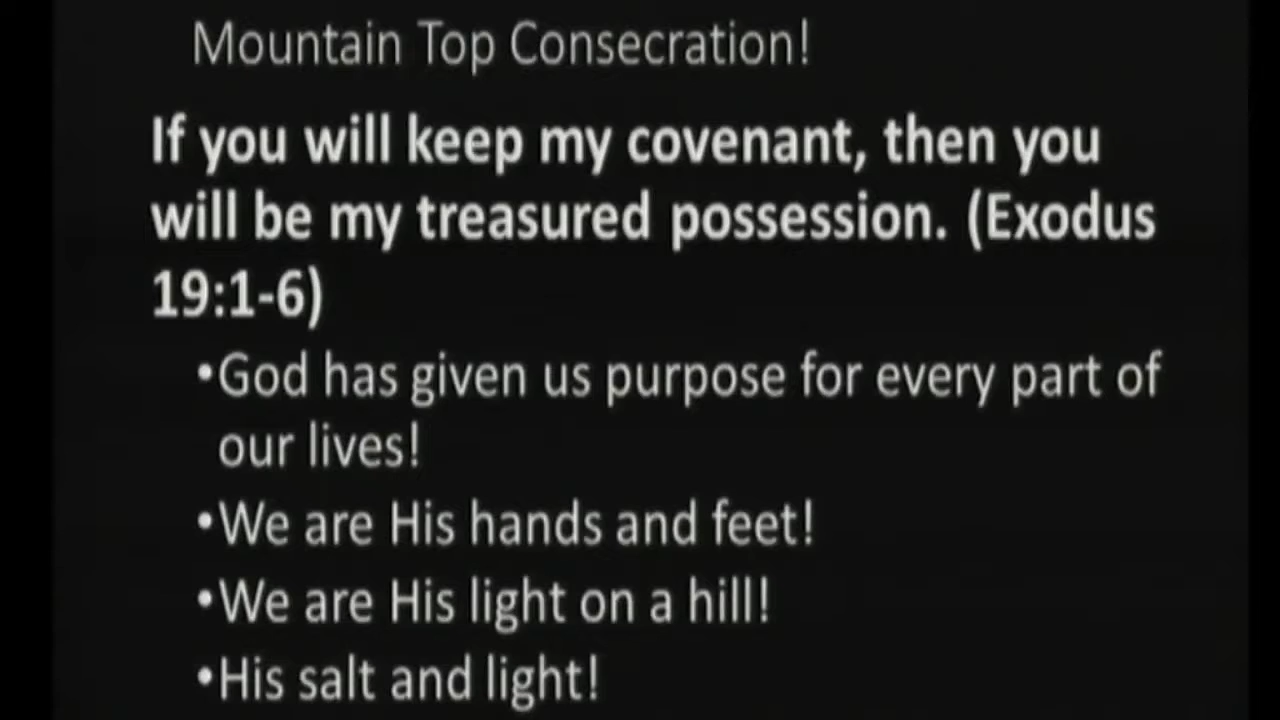 Mountain Top Consecration!
If you will keep my covenant, then you
will be my treasured possession. (Exodus
19:1-6)
•God has given us purpose for every part of
our lives!
•We are His hands and feet!
•We are His light on a hill!
•His salt and light!